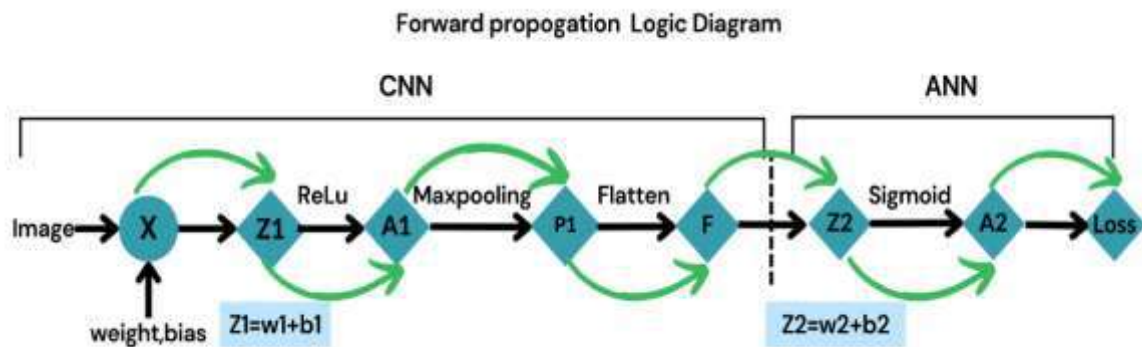 Forward propogation Logic Diagram
CNN
ANN
ReLu
Maxpooling
Flatten
Sigmoid
Image
X
Z1
A1
P1
F
Z2
A2
Loss
weight,bias
Z1=w1+b1
Z2=w2+b2